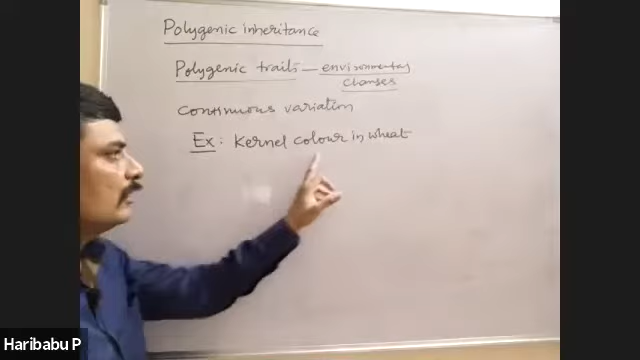 Polygenic inheritance
Polygenic traits — environmental
changes
Continuous variation
Ex: Kernel colour in wheat
Haribabu P